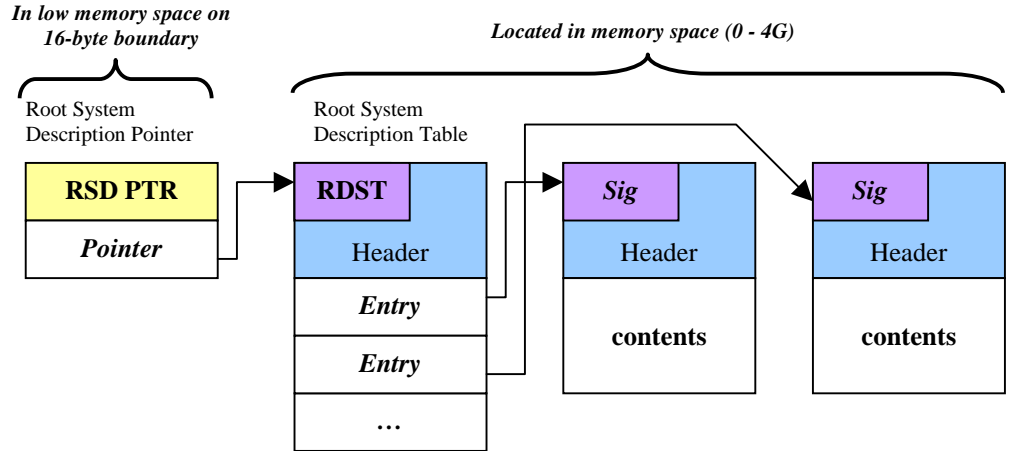 In low memory space on
16-byte boundary
Located in memory space (0 - 4G)
Root System
Description Pointer
Root System
Description Table
RSD PTR
Pointer
RDST
Header
Entry
Entry
…
Sig
Header
contents
Sig
Header
contents